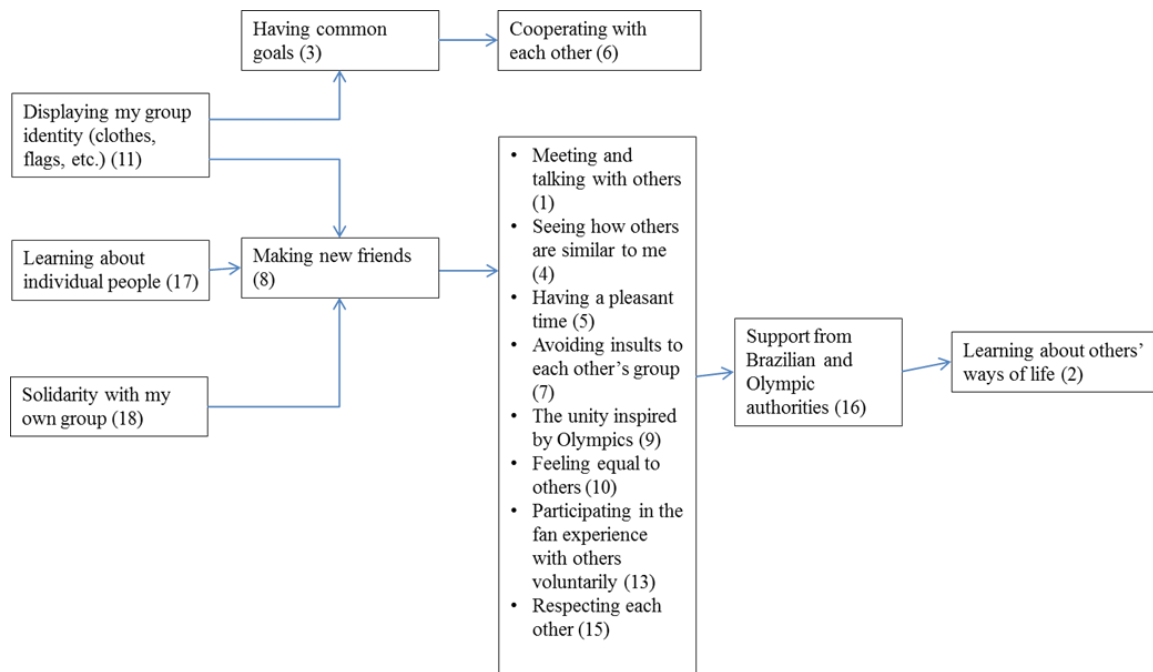 Having common
goals (3)
Cooperating with
each other (6)
Displaying my group
identity (clothes,
flags, etc.) (11)
Learning about
individual people (17)
Making new friends
(8)
Solidarity with my
own group (18)
• Meeting and
talking with others
(1)
• Seeing how others
are similar to me
(4)
• Having a pleasant
time (5)
• Avoiding insults to
each other’s group
(7)
• The unity inspired
by Olympics (9)
• Feeling equal to
others (10)
• Participating in the
fan experience
with others
voluntarily (13)
• Respecting each
other (15)
Support from
Brazilian and
Olympic
authorities (16)
Learning about others’
ways of life (2)